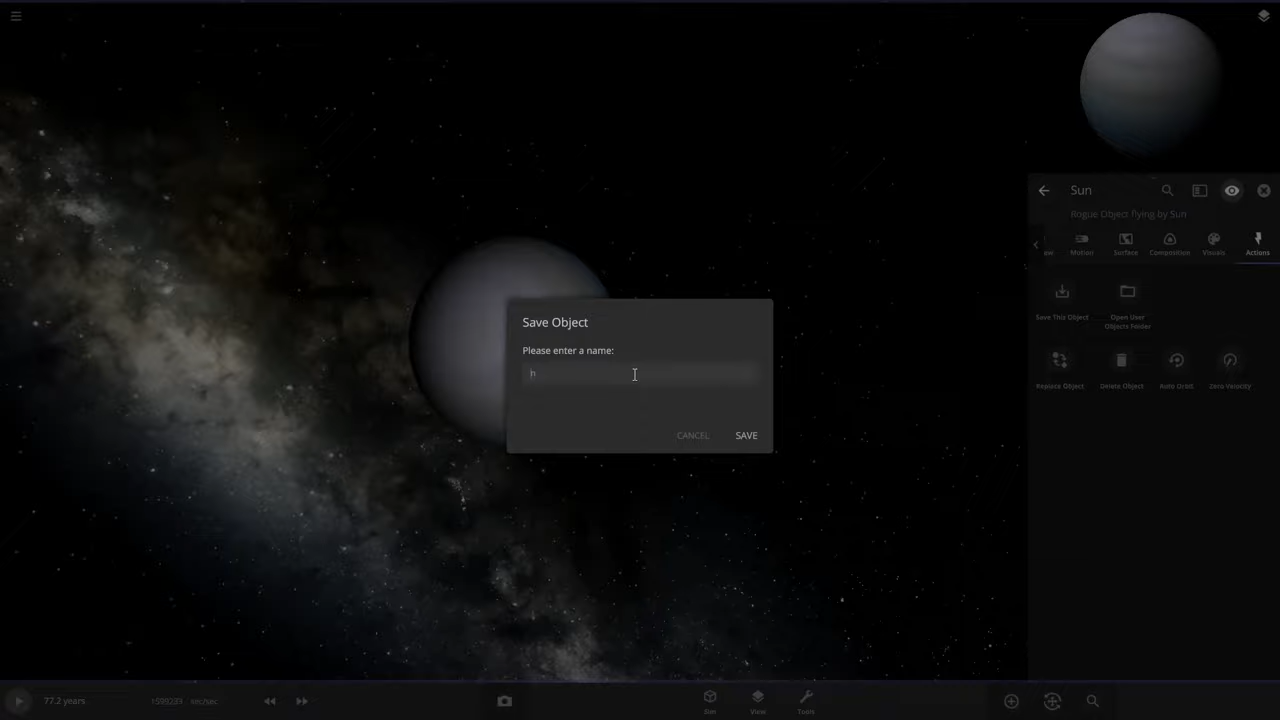 Sun
Rogue Object flying by Sun
Motion
Surface
Composition
Visuals
Actions
Save This Object
Open User
Objects Folder
Replace Object
Delete Object
Auto Orbit
Zero Velocity
Save Object
Please enter a name:
h
CANCEL
SAVE
77.2 years
sec/sec
Sim
View
Tools